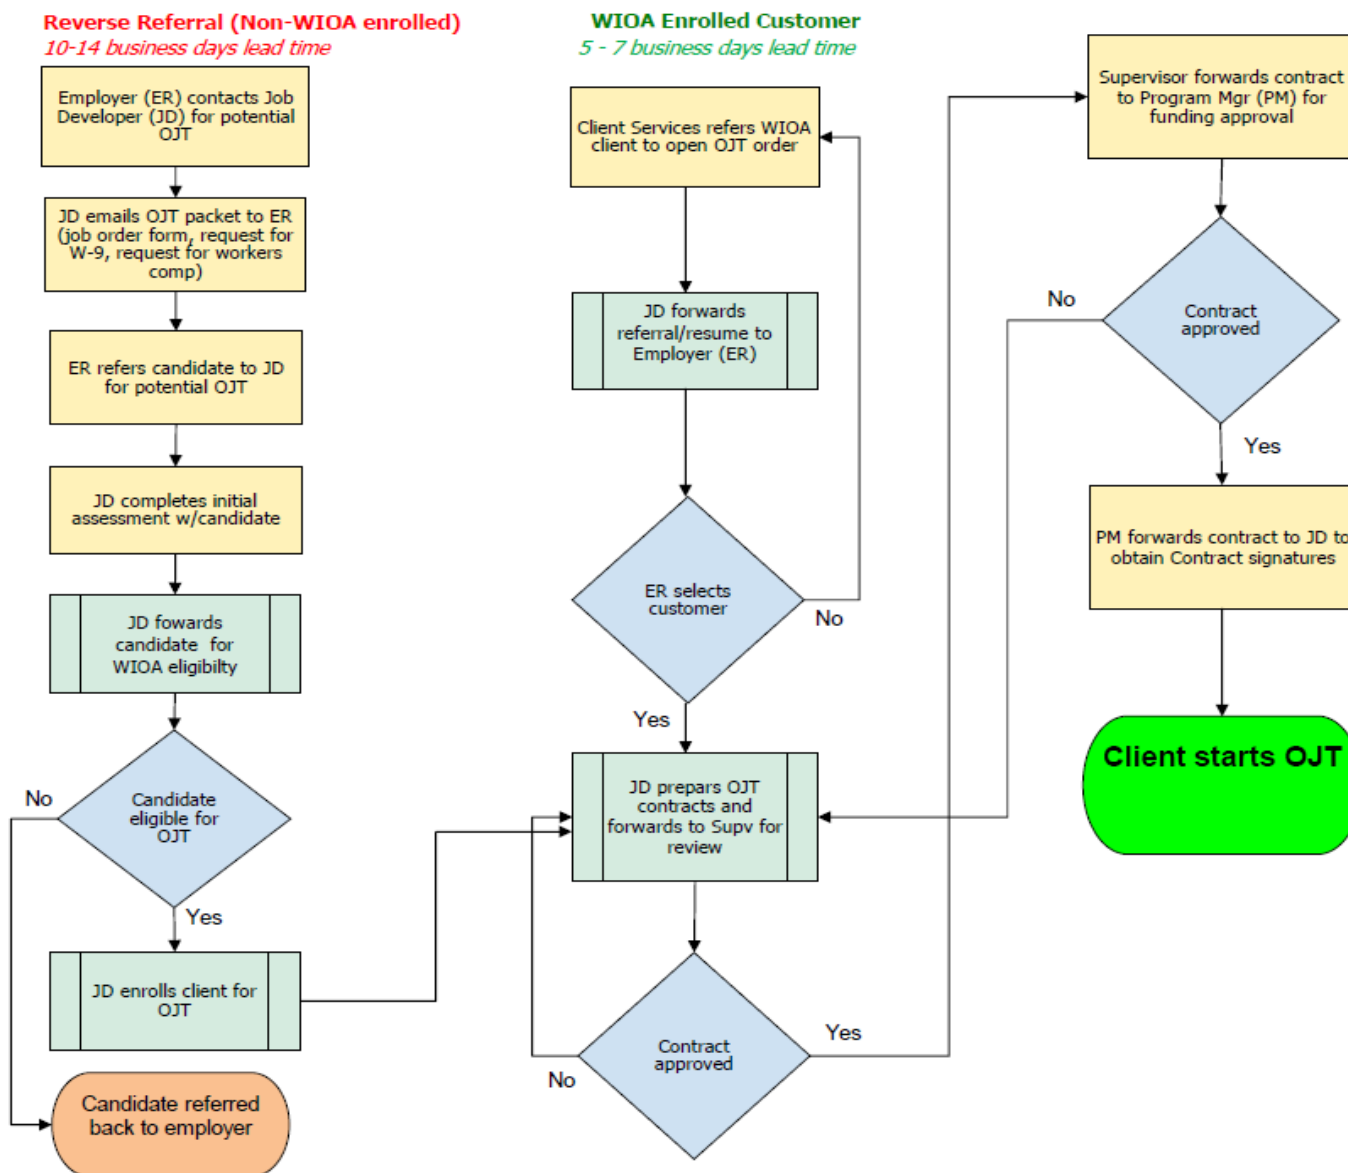 Reverse Referral (Non-WIOA enrolled)
10-14 business days lead time
Employer (ER) contacts Job
Developer (JD) for potential
OJT
JD emails OJT packet to ER
(job order form, request for
W-9, request for workers
comp)
ER refers candidate to JD
for potential OJT
JD completes initial
assessment w/candidate
JD fowards
candidate for
WIOA eligibilty
Candidate
eligible for
OJT
No
Yes
JD enrolls client for
OJT
Candidate referred
back to employer
WIOA Enrolled Customer
5 - 7 business days lead time
Client Services refers WIOA
client to open OJT order
JD forwards
referral/resume to
Employer (ER)
ER selects
customer
No
Yes
JD prepars OJT
contracts and
forwards to Supv for
review
Contract
approved
No
Yes
Supervisor forwards contract
to Program Mgr (PM) for
funding approval
Contract
approved
No
Yes
PM forwards contract to JD to
obtain Contract signatures
Client starts OJT